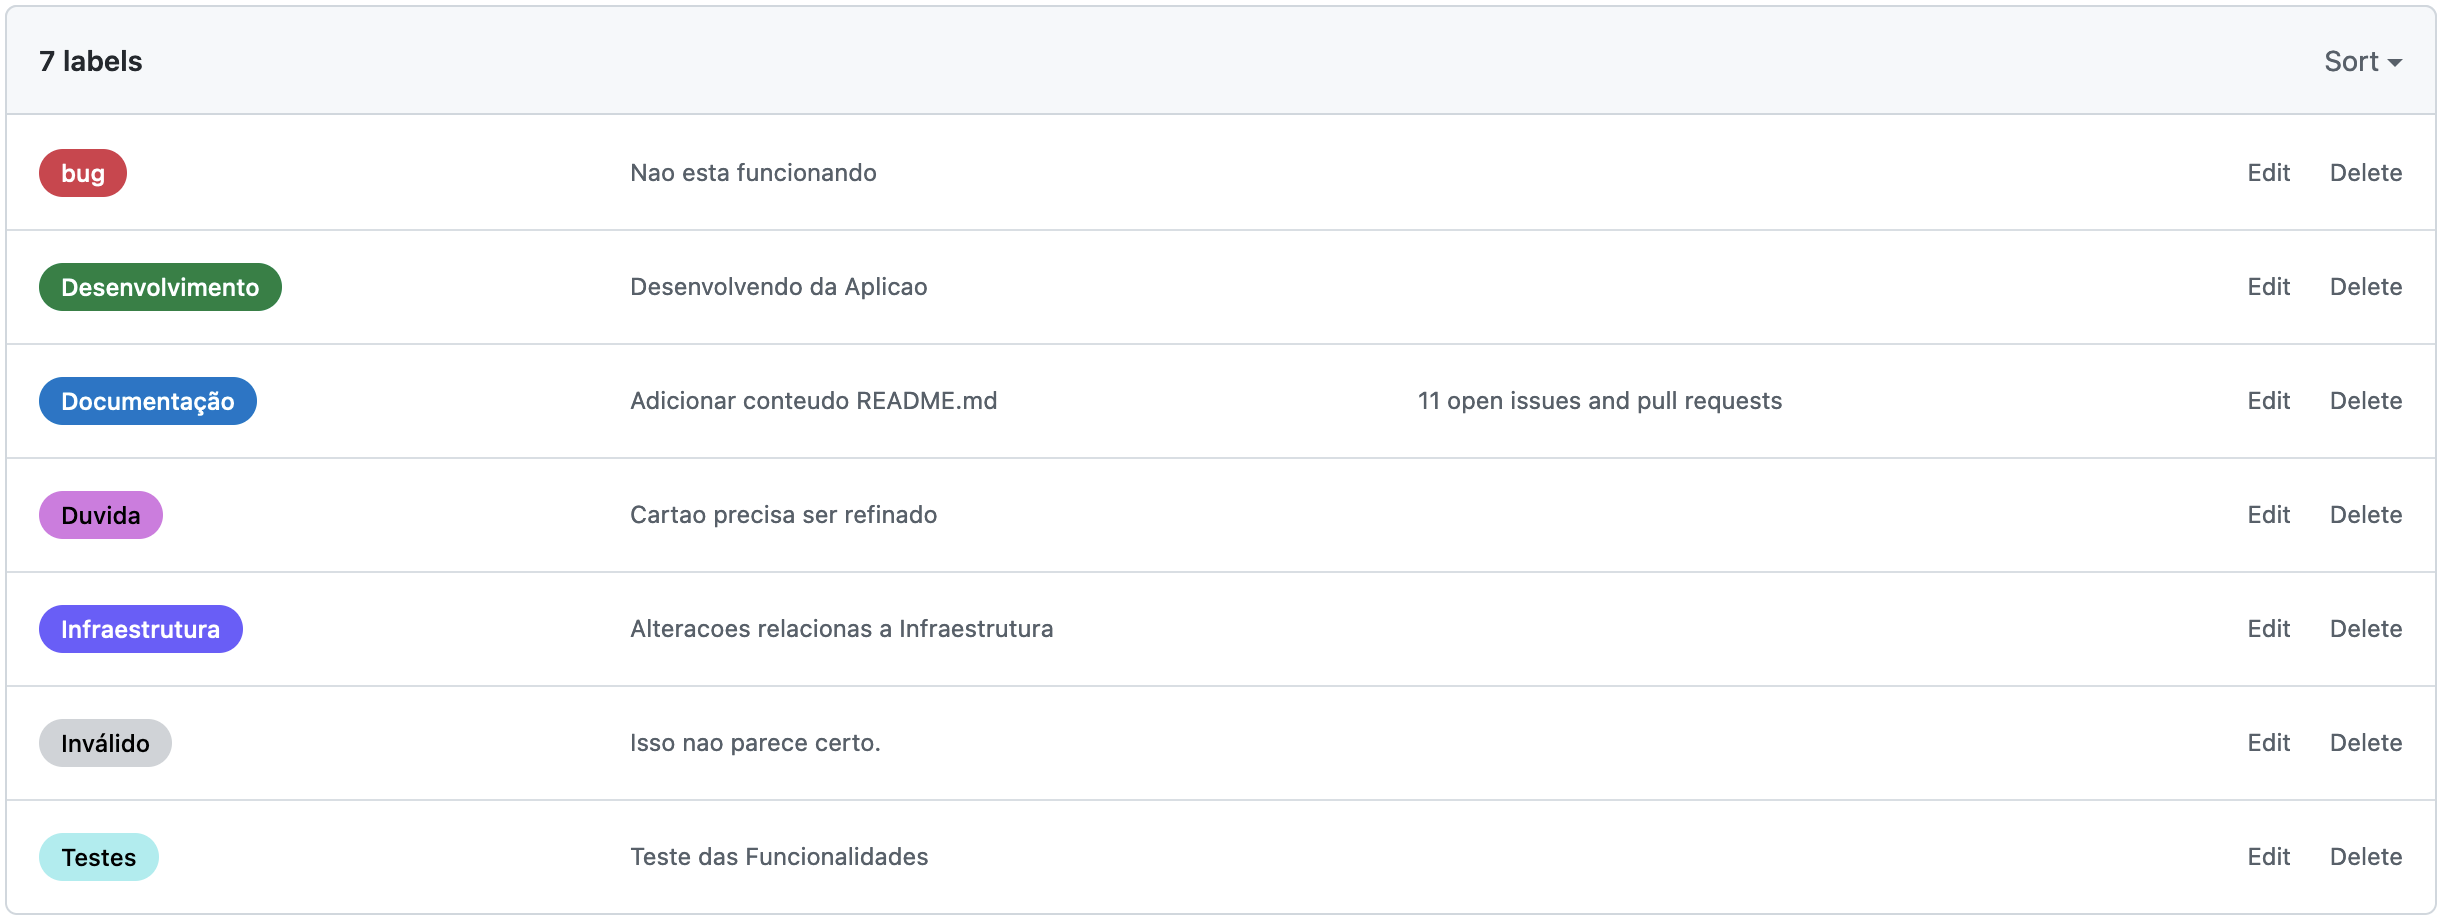 7 labels Sort
bug Nao esta funcionando Edit Delete
Desenvolvimento Desenvolvendo da Aplicao Edit Delete
Documentação Adicionar conteudo README.md 11 open issues and pull requests Edit Delete
Duvida Cartao precisa ser refinado Edit Delete
Infraestrutura Alteracoes relacionas a Infraestrutura Edit Delete
Inválido Isso nao parece certo. Edit Delete
Testes Teste das Funcionalidades Edit Delete